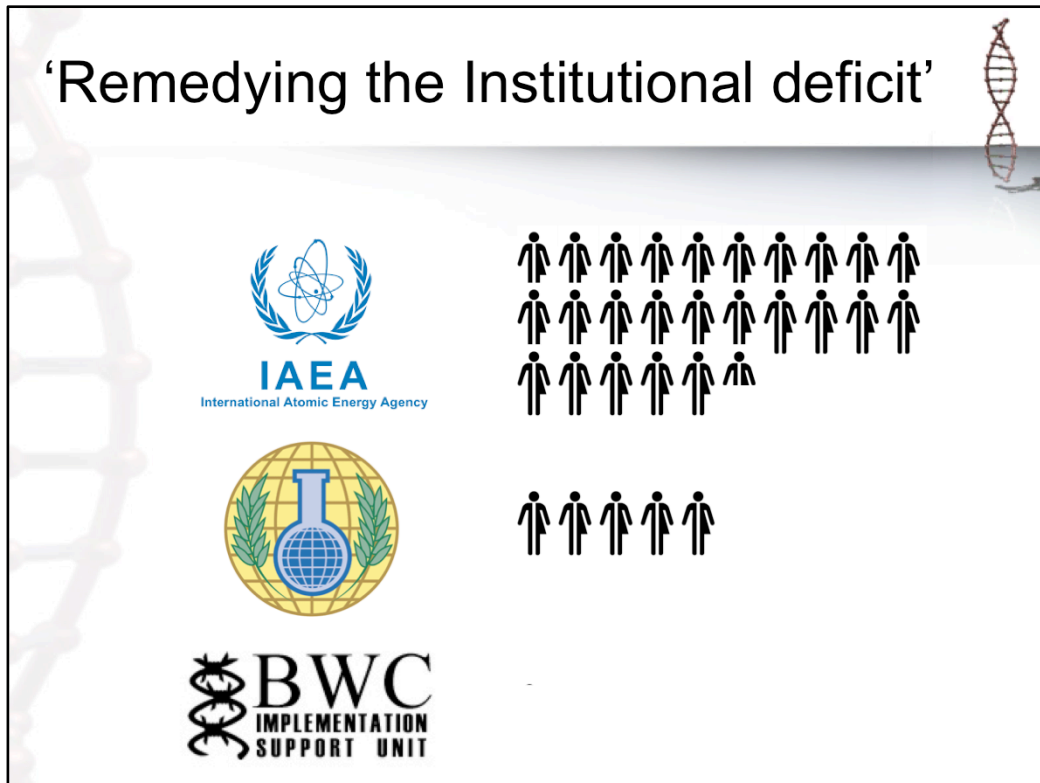 ‘Remedying the Institutional deficit’
IAEA
International Atomic Energy Agency
BWC
IMPLEMENTATION
SUPPORT UNIT